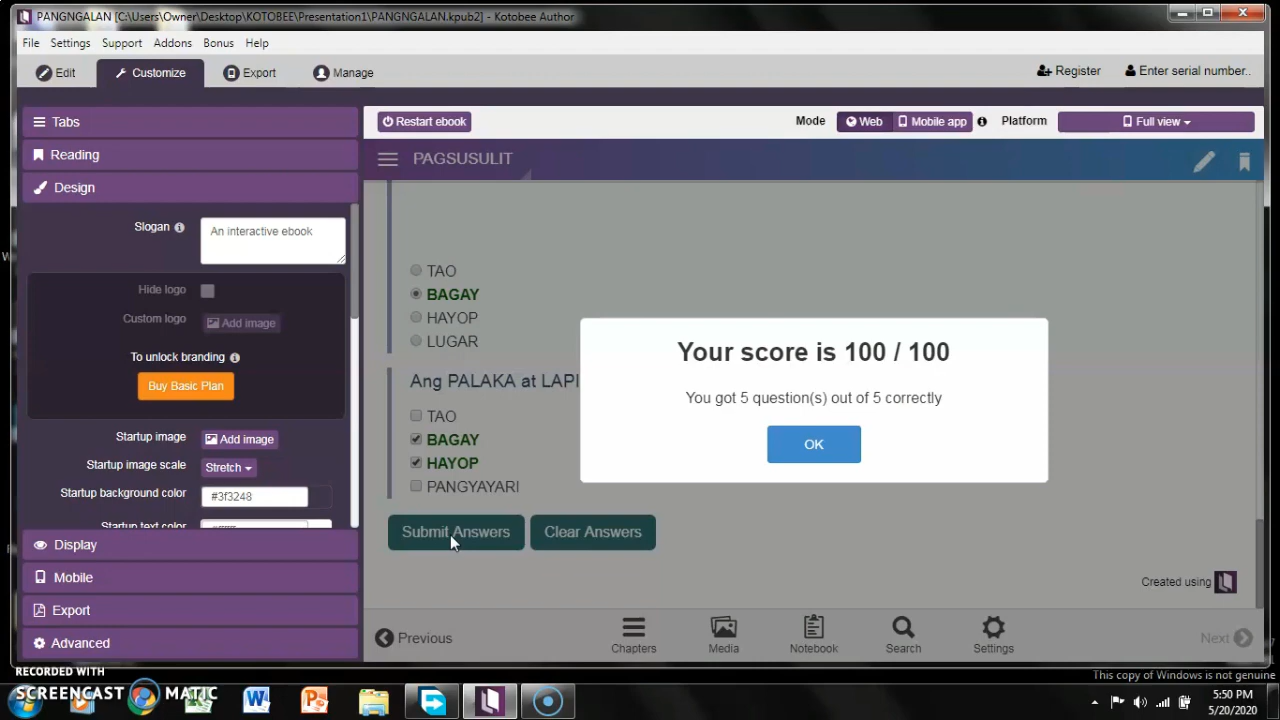 PANGNGALAN [C:\Users\Owner\Desktop\KOTOBEE\Presentation1\PANGNGALAN.kpub2] - Kotobee Author
File Settings Support Addons Bonus Help
Edit Customize Export Manage Register Enter serial number..
Tabs
Restart ebook Mode Web Mobile app Platform Full view
Reading
PAGSUSULIT
Design
Slogan An interactive ebook
Hide logo
Custom logo Add image
To unlock branding
Buy Basic Plan
Startup image Add image
Startup image scale Stretch
Startup background color #3f3248
Startup text color
Display
Mobile
Export
Advanced
TAO
BAGAY
HAYOP
LUGAR
Ang PALAKA at LAPI
TAO
BAGAY
HAYOP
PANGYAYARI
Your score is 100 / 100
You got 5 question(s) out of 5 correctly
OK
Submit Answers Clear Answers
Created using
Previous Chapters Media Notebook Search Settings Next
RECORDED WITH
SCREENCAST MATIC
This copy of Windows is not genuine
5:50 PM
5/20/2020